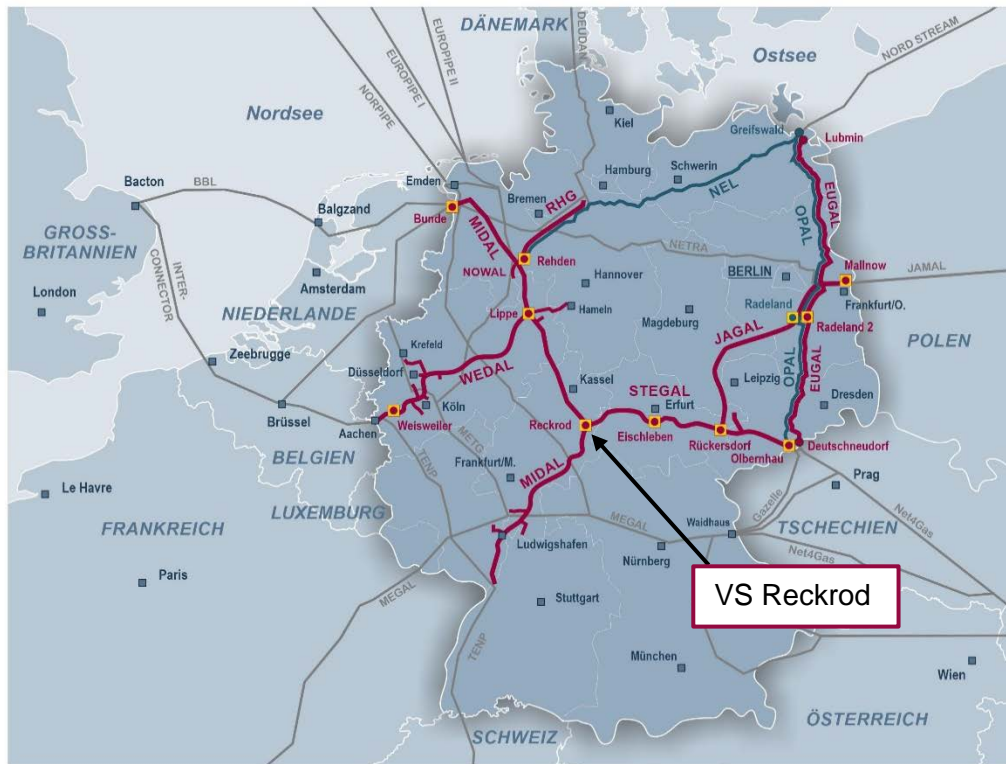 DÄNEMARK
Ostsee
NORD STREAM
DEUDAN
EUROPIPE II
EUROPIPE I
NORPIPE
Nordsee
Kiel
Greifswald
Lubmin
Schwerin
Hamburg
NEL
Emden
Bremen
RHG
Bunde
MIDAL
Bacton
BBL
Balgzand
GROSS-
BRITANNIEN
INTER-
CONNECTOR
London
Amsterdam
NIEDERLANDE
NOWAL
Rehden
NETRA
Hannover
BERLIN
OPAL
EUGAL
Mallnow
JAMAL
Frankfurt/O.
Lippe
Hameln
Magdeburg
Radeland
Radeland 2
POLEN
JAGAL
Zeebrugge
Krefeld
Düsseldorf
WEDAL
Kassel
STEGAL
Leipzig
OPAL
EUGAL
Dresden
Brüssel
Aachen
Köln
Weisweiler
Reckrod
Erfurt
Eischleben
Rückersdorf
Olbernhau
Deutschneudorf
BELGIEN
METG
TENP
Frankfurt/M.
MIDAL
Prag
Gazelle
Le Havre
LUXEMBURG
FRANKREICH
MEGAL
Waidhaus
TSCHECHIEN
Net4Gas
Net4Gas
Ludwigshafen
Nürnberg
Paris
MEGAL
Stuttgart
VS Reckrod
TENP
München
Wien
SCHWEIZ
ÖSTERREICH